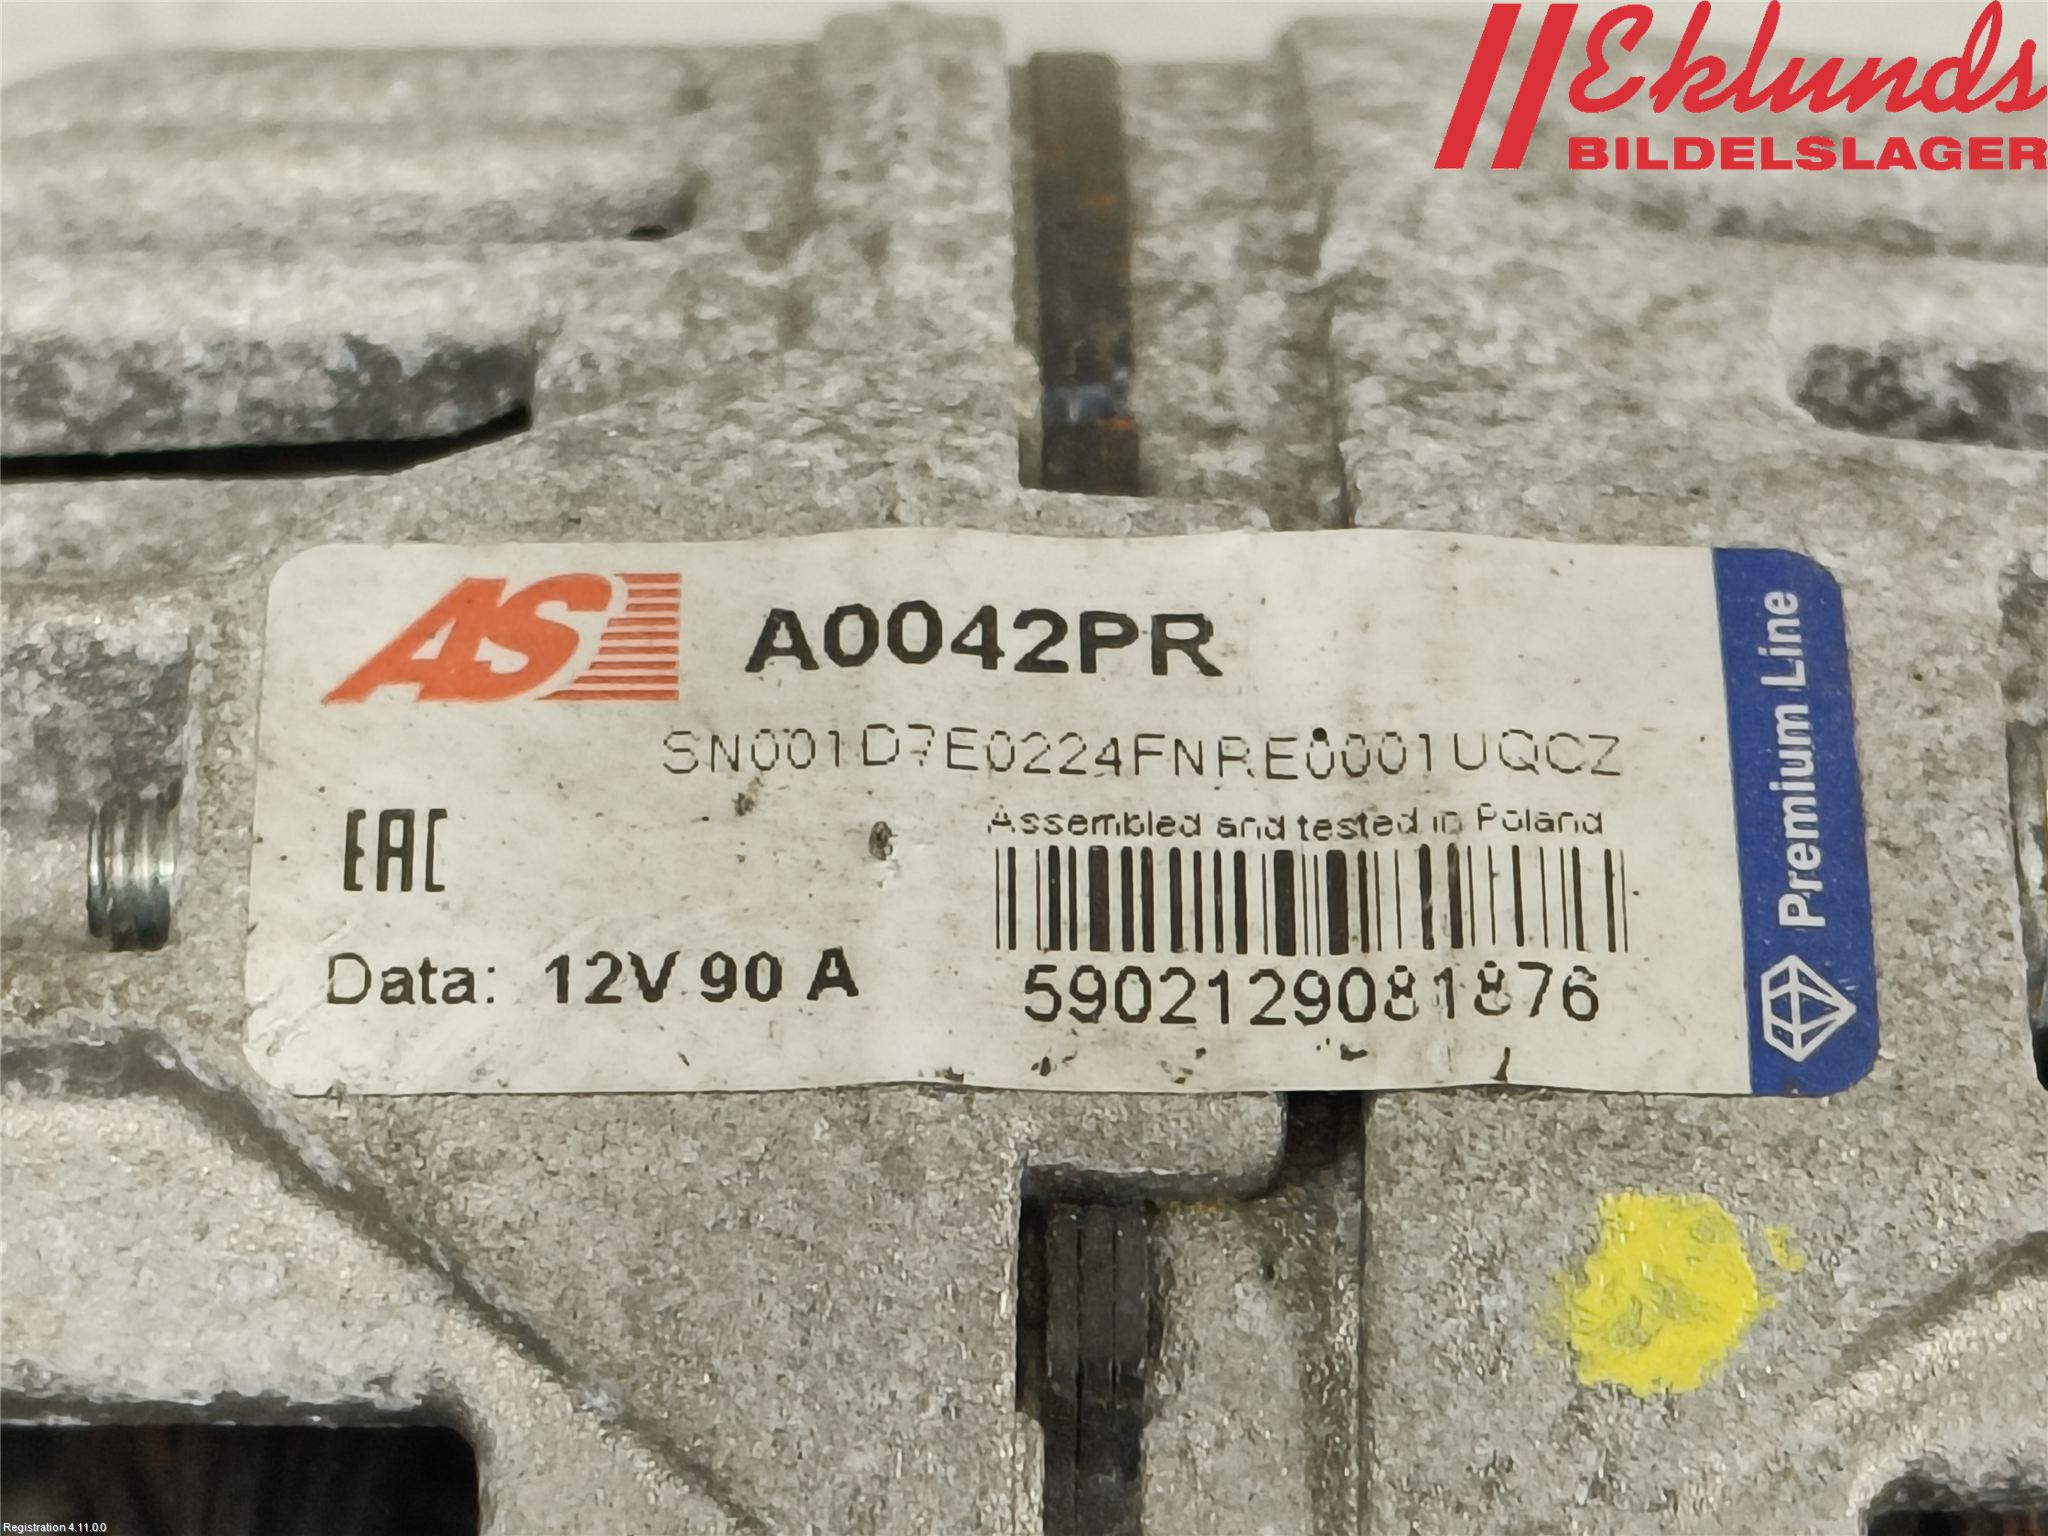 Eklunds
BILDELSLAGER
AS
A0042PR
SN001D7E0224FNRE0001UQCZ
EAC
Assembled and tested in Poland
Data: 12V 90 A
5902129081876
Premium Line
Registration 4.11.0.0